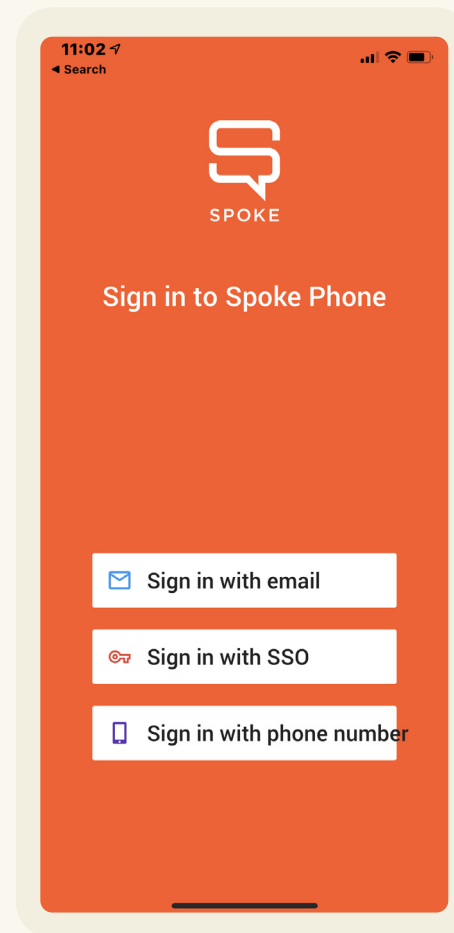 11:02
◀ Search
SPOKE
Sign in to Spoke Phone
Sign in with email
Sign in with SSO
Sign in with phone number